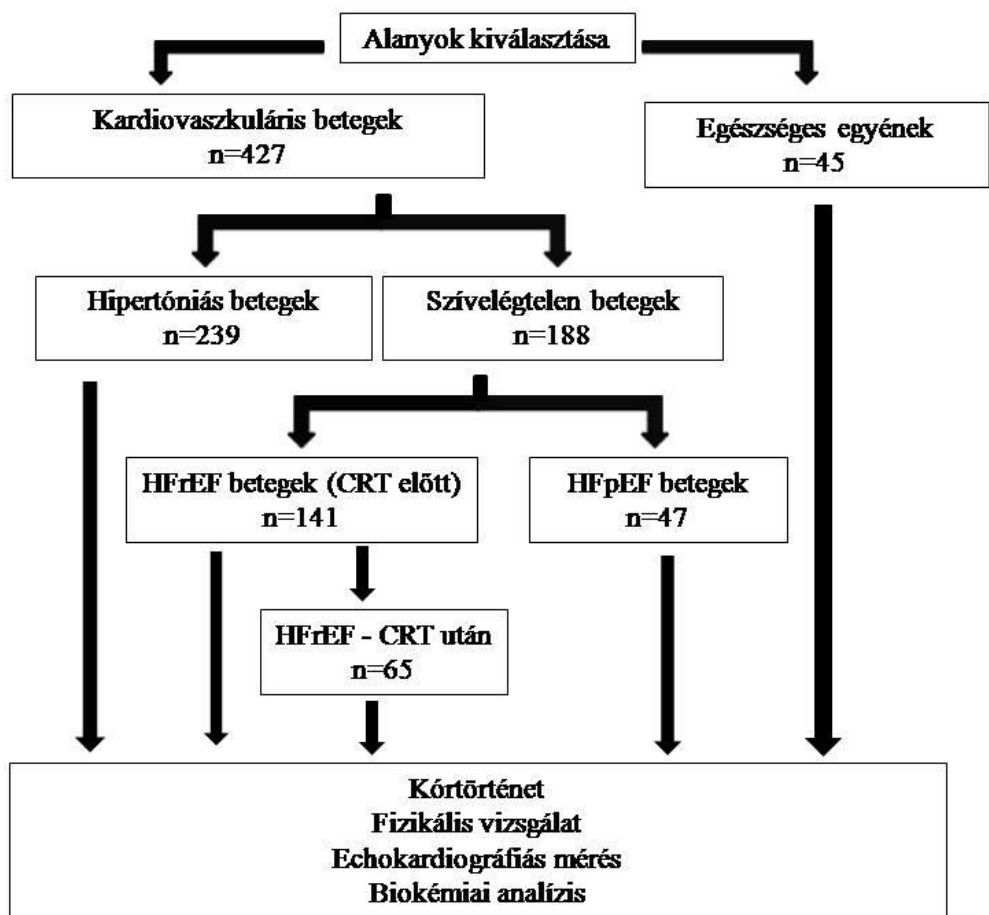 Alanyok kiválasztása
Kardiovaszkuláris betegek
n=427
Egészséges egyének
n=45
Hipertóniás betegek
n=239
Szívelégtelen betegek
n=188
HFrEF betegek (CRT előtt)
n=141
HFpEF betegek
n=47
HFrEF - CRT után
n=65
Kórtörténet
Fizikális vizsgálat
Echokardiográfiás mérés
Biokémiai analízis